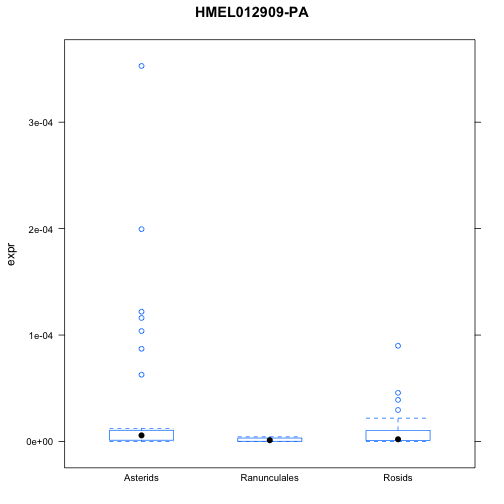 HMEL012909-PA
3e-04
2e-04
expr
1e-04
0e+00
Asterids Ranunculales Rosids